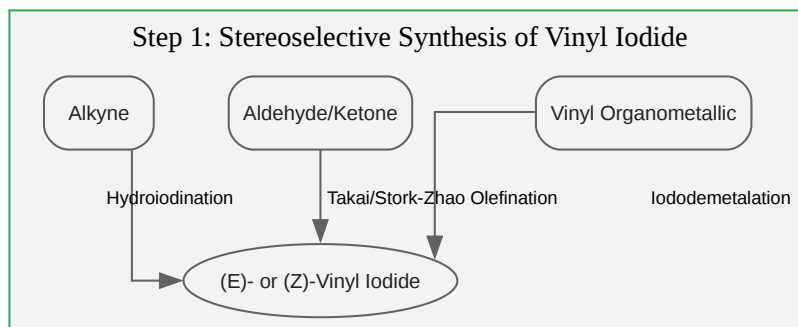 Step 1: Stereoselective Synthesis of Vinyl Iodide
Alkyne
Aldehyde/Ketone
Vinyl Organometallic
Hydroiodination
Takai/Stork-Zhao Olefination
Iododemetalation
(E)- or (Z)-Vinyl Iodide